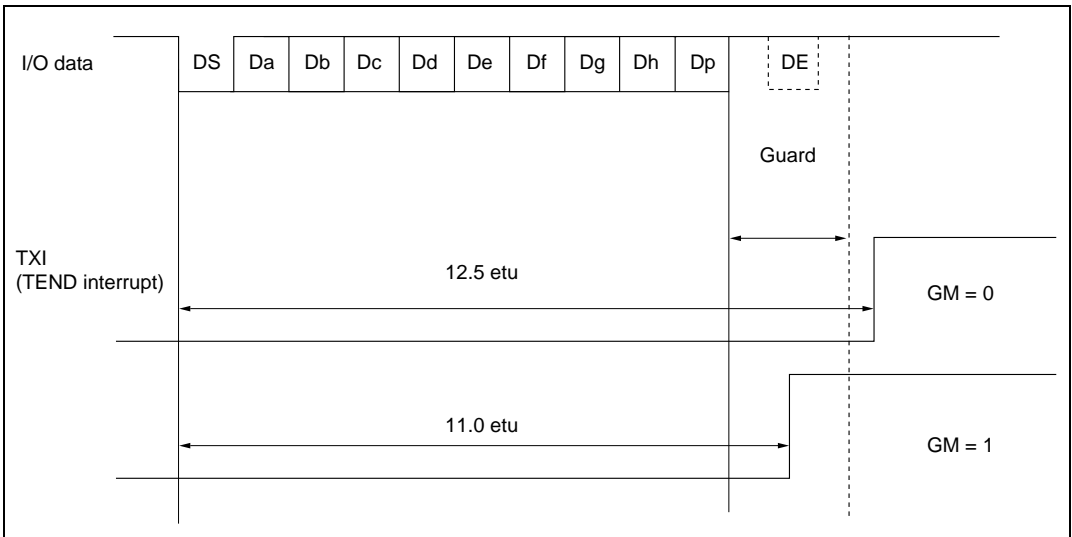 I/O data
DS Da Db Dc Dd De Df Dg Dh Dp DE
Guard
TXI
(TEND interrupt)
12.5 etu
GM = 0
11.0 etu
GM = 1